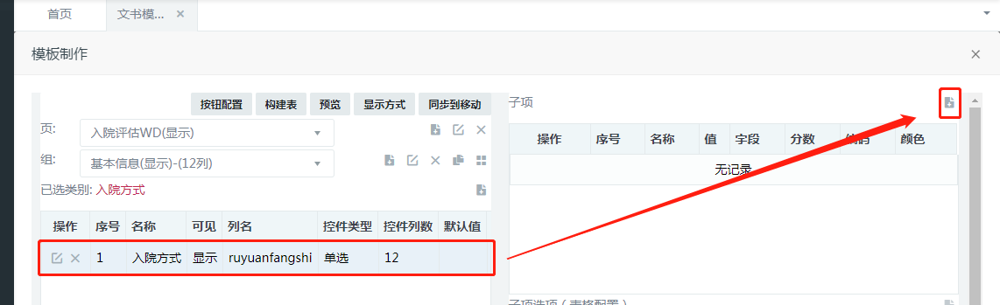 首页 文书模...
模板制作
按钮配置 构建表 预览 显示方式 同步到移动
页: 入院评估WD(显示)
组: 基本信息(显示)-(12列)
已选类别: 入院方式
操作 序号 名称 可见 列名 控件类型 控件列数 默认值
1 入院方式 显示 ruyuanfangshi 单选 12
子项
操作 序号 名称 值 字段 分数 编码 颜色
无记录
子项选项(表格配置)